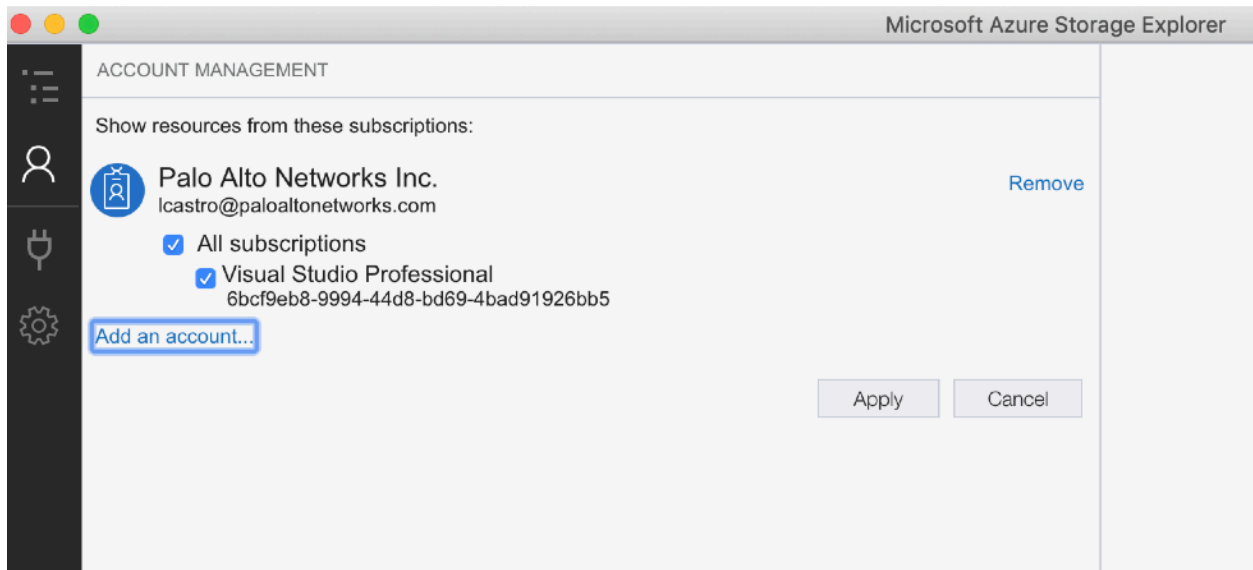 Microsoft Azure Storage Explorer
ACCOUNT MANAGEMENT
Show resources from these subscriptions:
Palo Alto Networks Inc.
Remove
lcastro@paloaltonetworks.com
All subscriptions
Visual Studio Professional
6bcf9eb8-9994-44d8-bd69-4bad91926bb5
Add an account...
Apply
Cancel